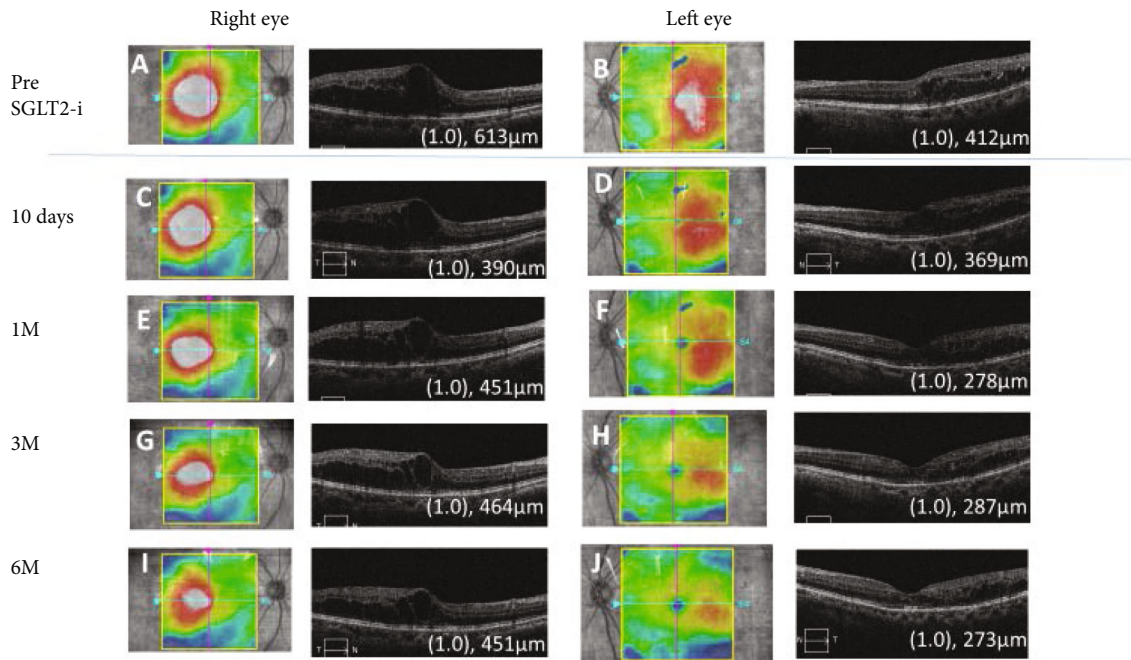 Right eye Left eye
Pre
SGLT2-i
A (1.0), 613μm B (1.0), 412μm
10 days C T N (1.0), 390μm D N T (1.0), 369μm
1M E (1.0), 451μm F (1.0), 278μm
3M G T N (1.0), 464μm H (1.0), 287μm
6M I T N (1.0), 451μm J N T (1.0), 273μm